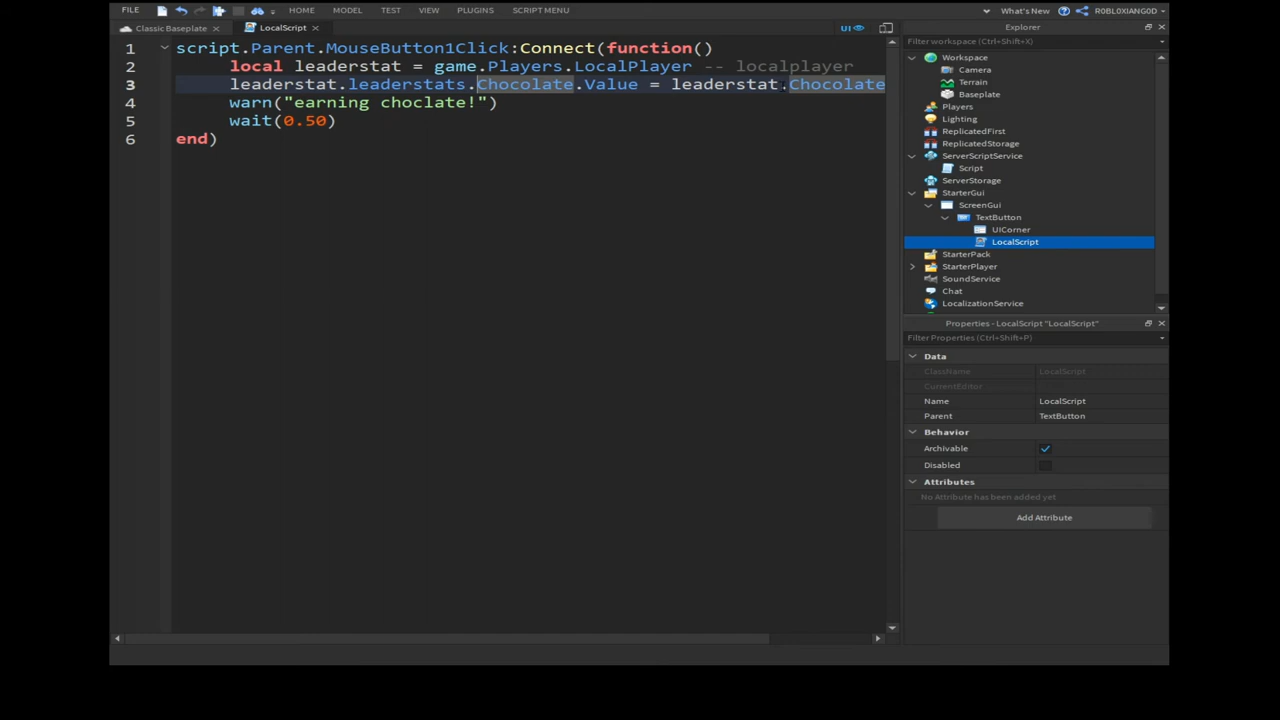 FILE HOME MODEL TEST VIEW PLUGINS SCRIPT MENU What's New R0BL0XIANG0D
Classic Baseplate LocalScript UI
1 script.Parent.MouseButton1Click:Connect(function()
2 local leaderstat = game.Players.LocalPlayer -- localplayer
3 leaderstat.leaderstats.Chocolate.Value = leaderstat.Chocolate
4 warn("earning choclate!")
5 wait(0.50)
6 end)
Explorer
Filter workspace (Ctrl+Shift+X)
Workspace
Camera
Terrain
Baseplate
Players
Lighting
ReplicatedFirst
ReplicatedStorage
ServerScriptService
Script
ServerStorage
StarterGui
ScreenGui
TextButton
UICorner
LocalScript
StarterPack
StarterPlayer
SoundService
Chat
LocalizationService
Properties - LocalScript "LocalScript"
Filter Properties (Ctrl+Shift+P)
Data
ClassName LocalScript
CurrentEditor
Name LocalScript
Parent TextButton
Behavior
Archivable
Disabled
Attributes
No Attribute has been added yet
Add Attribute